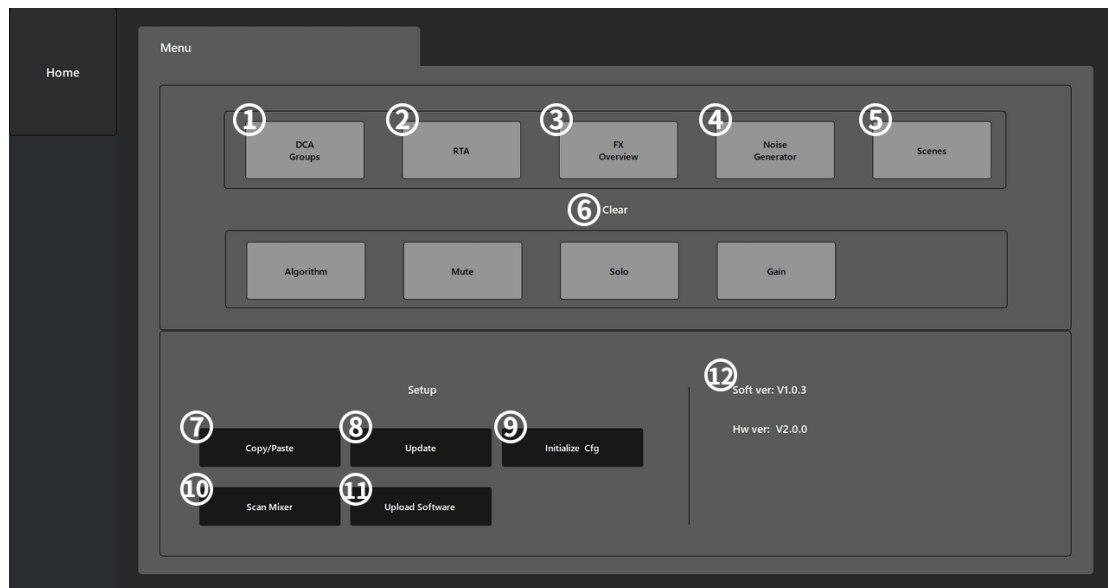 Home
Menu
① ② ③ ④ ⑤
DCA
Groups
RTA
FX
Overview
Noise
Generator
Scenes
⑥ Clear
Algorithm
Mute
Solo
Gain
Setup
⑫ Soft ver: V1.0.3
Hw ver: V2.0.0
⑦ ⑧ ⑨
Copy/Paste
Update
Initialize Cfg
⑩ ⑪
Scan Mixer
Upload Software